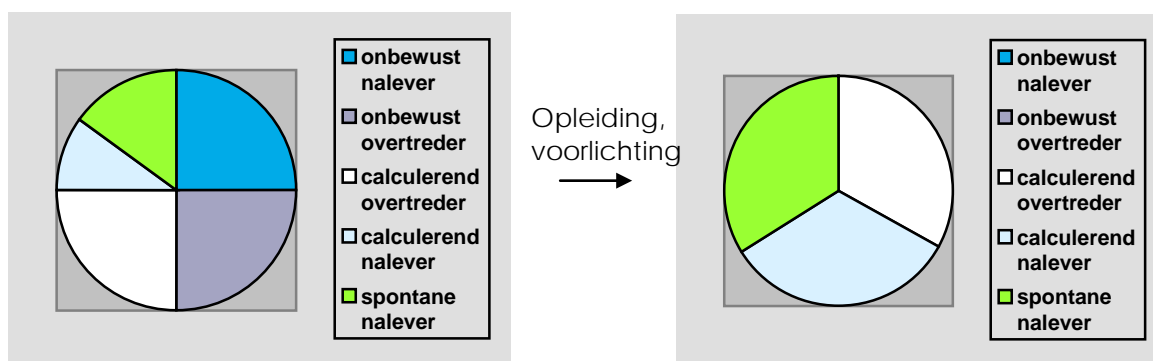 onbewust
nalever
onbewust
overtreder
calculerend
overtreder
calculerend
nalever
spontane
nalever
Opleiding,
voorlichting
onbewust
nalever
onbewust
overtreder
calculerend
overtreder
calculerend
nalever
spontane
nalever